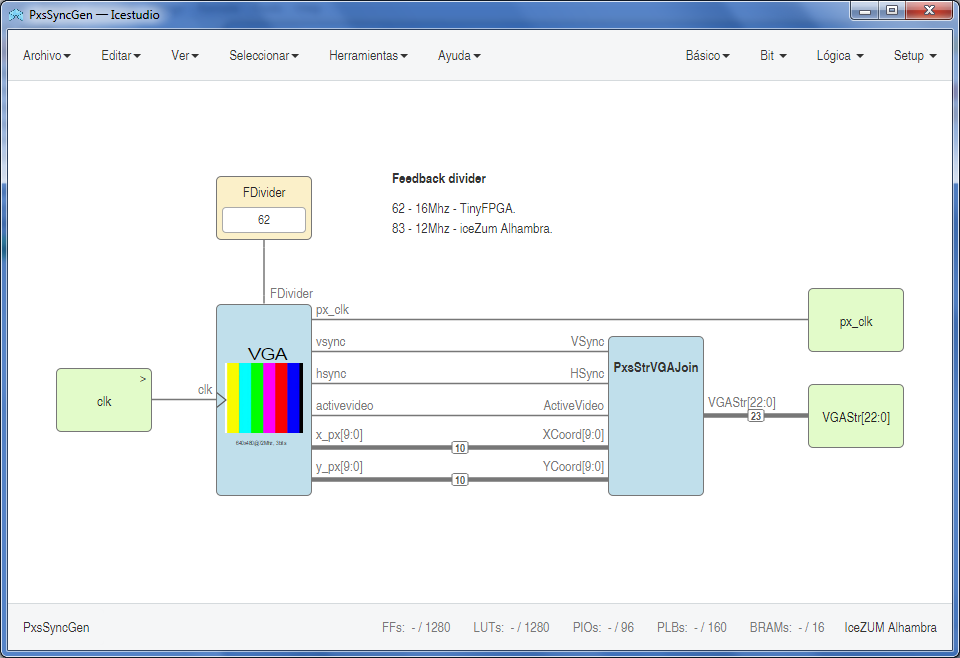 PxsSyncGen — Icestudio
Archivo Editar Ver Seleccionar Herramientas Ayuda Básico Bit Lógica Setup
FDivider
62
Feedback divider
62 - 16Mhz - TinyFPGA.
83 - 12Mhz - iceZum Alhambra.
FDivider
px_clk
px_clk
vsync
VSync
hsync
HSync
activevideo
ActiveVideo
x_px[9:0]
10
XCoord[9:0]
y_px[9:0]
10
YCoord[9:0]
>
clk
clk
VGA
PxsStrVGAJoin
VGAStr[22:0]
23
VGAStr[22:0]
PxsSyncGen FFs: - / 1280 LUTs: - / 1280 PIOs: - / 96 PLBs: - / 160 BRAMs: - / 16 IceZUM Alhambra